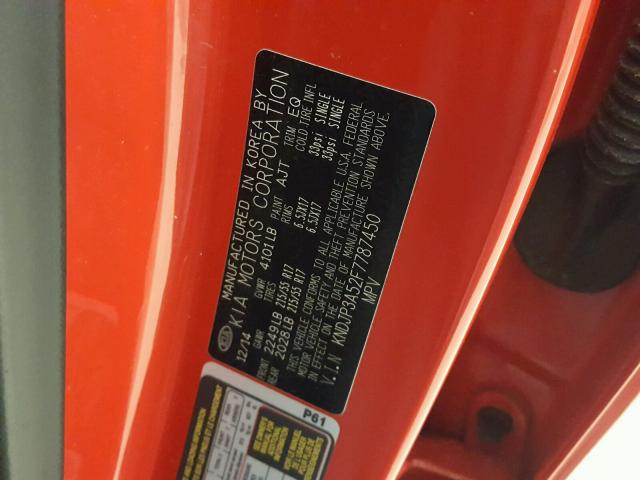 MANUFACTURED IN KOREA BY
KIA MOTORS CORPORATION
12/14 GVWR 4101LB PAINT AJT TRIM EQ
GAWR TIRES RIMS COLD TIRE INFL
FRONT 2249LB 215/55 R17 6.5JX17 33psi SINGLE
REAR 2028LB 215/55 R17 6.5JX17 33psi SINGLE
THIS VEHICLE CONFORMS TO ALL APPLICABLE U.S.A. FEDERAL
MOTOR VEHICLE SAFETY AND THEFT PREVENTION STANDARDS
IN EFFECT ON THE DATE OF MANUFACTURE SHOWN ABOVE.
V.I.N KNDJP3A52F7787450
MPV
P61